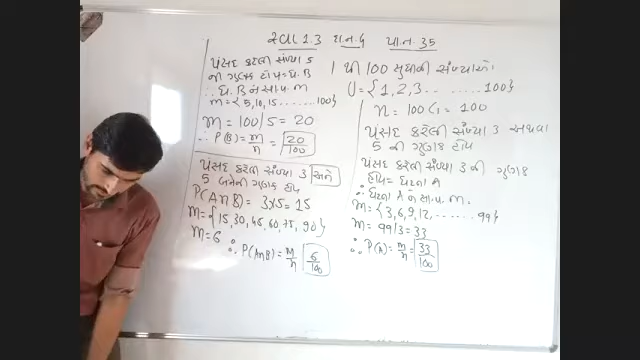 સ્વા 1.3 દા.ન.6 પા.ન.35
1 થી 100 સુધીની સંખ્યાઓ
U = {1, 2, 3 ........ 100}
n = 100C1 = 100
પસંદ કરેલી સંખ્યા 3 અથવા
5 ની ગુણક હોય
પસંદ કરેલી સંખ્યા 3 ની ગુણક
હોય = ઘટના A
∴ ઘટના A ને સા.પ. m.
m = {3, 6, 9, 12, ....... 99}
m = 99/3 = 33
∴ P(A) = m/n = 33/100
પસંદ કરેલી સંખ્યા 5
ની ગુણક હોય = ઘ. B
∴ ઘ. B ને સા.પ. m
m = {5, 10, 15 ....... 100}
m = 100/5 = 20
∴ P(B) = m/n = 20/100
પસંદ કરેલી સંખ્યા 3 અને
5 બંનેની ગુણક હોય
P(A∩B) = 3×5 = 15
m = {15, 30, 45, 60, 75, 90}
m = 6
∴ P(A∩B) = m/n 6/100